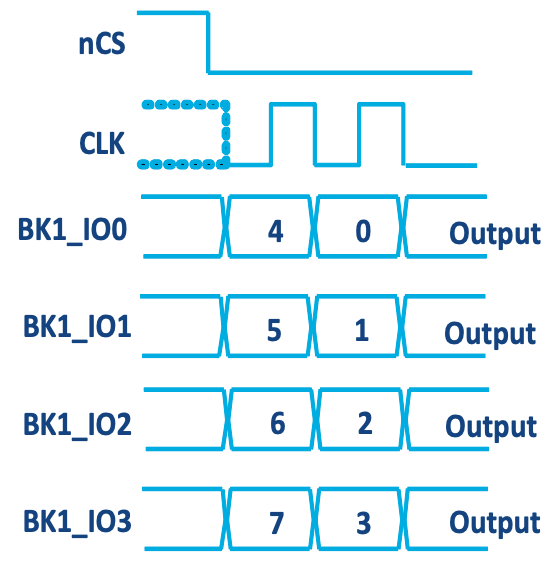 nCS
CLK
BK1_IO0 4 0 Output
BK1_IO1 5 1 Output
BK1_IO2 6 2 Output
BK1_IO3 7 3 Output